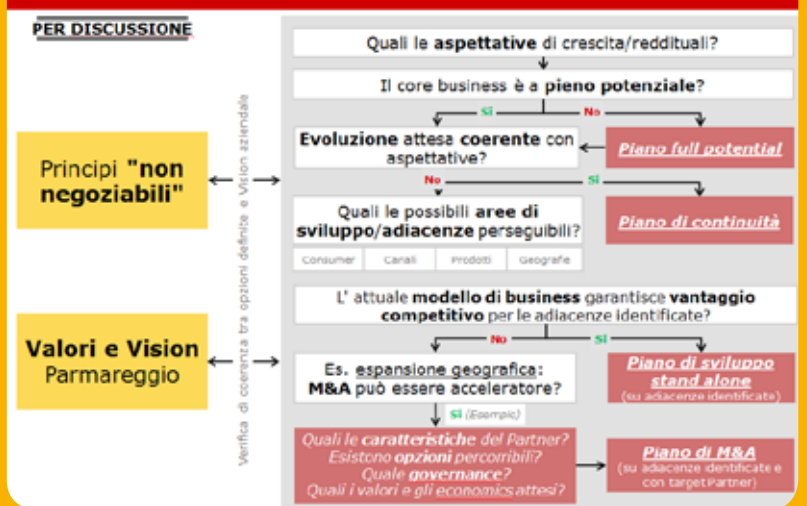 PER DISCUSSIONE
Quali le aspettative di crescita/reddituali?
Il core business è a pieno potenziale?
Si
No
Evoluzione attesa coerente con
aspettative?
Piano full potential
No
Si
Quali le possibili aree di
sviluppo/adiacenze perseguibili?
Piano di continuità
Consumer
Canali
Prodotti
Geografie
Principi "non
negoziabili"
Verifica di coerenza tra opzioni definite e Vision aziendale
L' attuale modello di business garantisce vantaggio
competitivo per le adiacenze identificate?
No
Si
Valori e Vision
Parmareggio
Es. espansione geografica:
M&A può essere acceleratore?
Piano di sviluppo
stand alone
(su adiacenze identificate)
Si (Esempio)
Quali le caratteristiche del Partner?
Esistono opzioni percorribili?
Quale governance?
Quali i valori e gli economics attesi?
Piano di M&A
(su adiacenze identificate e
con target Partner)